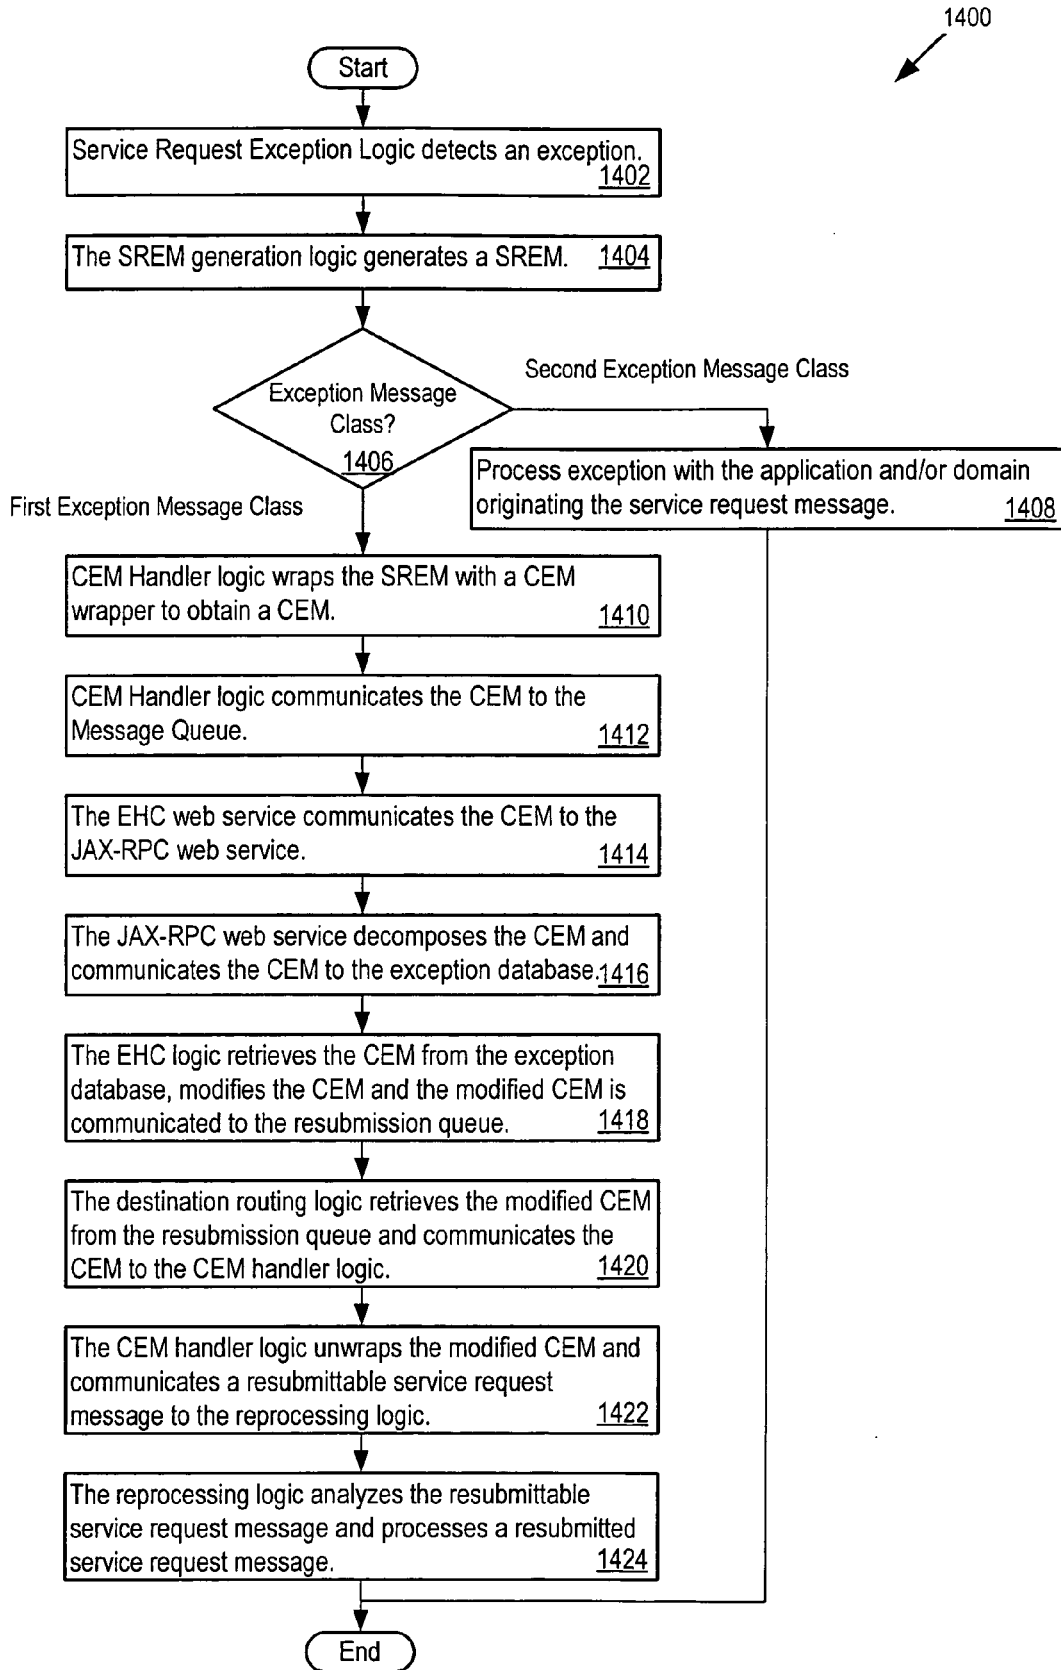 1400
Start
Service Request Exception Logic detects an exception.
1402
The SREM generation logic generates a SREM. 1404
Second Exception Message Class
Exception Message
Class?
1406
Process exception with the application and/or domain
originating the service request message. 1408
First Exception Message Class
CEM Handler logic wraps the SREM with a CEM
wrapper to obtain a CEM. 1410
CEM Handler logic communicates the CEM to the
Message Queue. 1412
The EHC web service communicates the CEM to the
JAX-RPC web service. 1414
The JAX-RPC web service decomposes the CEM and
communicates the CEM to the exception database. 1416
The EHC logic retrieves the CEM from the exception
database, modifies the CEM and the modified CEM is
communicated to the resubmission queue. 1418
The destination routing logic retrieves the modified CEM
from the resubmission queue and communicates the
CEM to the CEM handler logic. 1420
The CEM handler logic unwraps the modified CEM and
communicates a resubmittable service request
message to the reprocessing logic. 1422
The reprocessing logic analyzes the resubmittable
service request message and processes a resubmitted
service request message. 1424
End